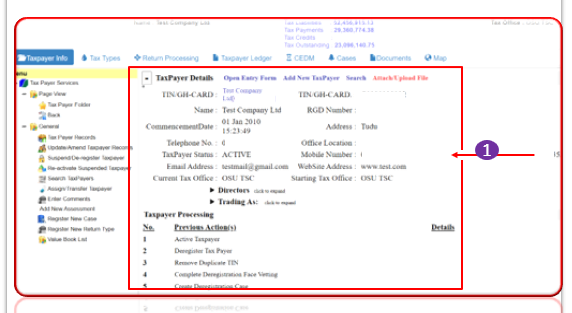 Name Test Company Ltd
Tax Liabilities 52,456,915.13
Tax Office : OSU TSC
Tax Payments 29,360,774.38
Tax Credits
Tax Outstanding 23,096,140.75
Taxpayer Info Tax Types Return Processing Taxpayer Ledger CEDM Cases Documents Map
Menu
Tax Payer Services
Page View
Tax Payer Folder
Back
General
Tax Payer Records
Update/Amend Taxpayer Records
Suspend/De-register Taxpayer
Re-activate Suspended Taxpayer
Search TaxPayers
Assign/Transfer Taxpayer
Enter Comments
Add New Assessment
Register New Case
Register New Return Type
Value Book List
TaxPayer Details Open Entry Form Add New TaxPayer Search Attach/Upload File
TIN/GH-CARD : Test Company Ltd) TIN/GH-CARD:
Name : Test Company Ltd RGD Number :
CommencementDate : 01 Jan 2010 15:23:49 Address : Tudu
Telephone No. : Office Location :
TaxPayer Status : ACTIVE Mobile Number :
Email Address : testmail@gmail.com WebSite Address : www.test.com
Current Tax Office : OSU TSC Starting Tax Office : OSU TSC
Directors click to expand
Trading As: click to expand
Taxpayer Processing
No. Previous Action(s) Details
1 Active Taxpayer
2 Deregister Tax Payer
3 Remove Duplicate TIN
4 Complete Deregistration Face Vetting
5 Create Deregistration Case
1
15